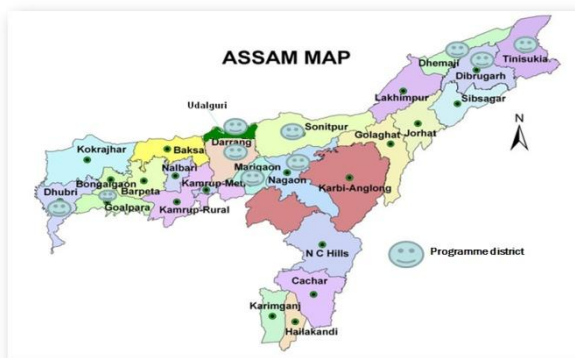 ASSAM MAP
Tinisukia
Dhemaji
Dibrugarh
Lakhimpur
Sibsagar
Udalguri
Sonitpur
Golaghat
Jorhat
N
Kokrajhar
Baksa
Darrang
Nalbari
Marigaon
Nagaon
Karbi-Anglong
Bongaigaon
Barpeta
Kamrup-Met
Dhubri
Goalpara
Kamrup-Rural
Programme district
N C Hills
Cachar
Karimganj
Hailakandi